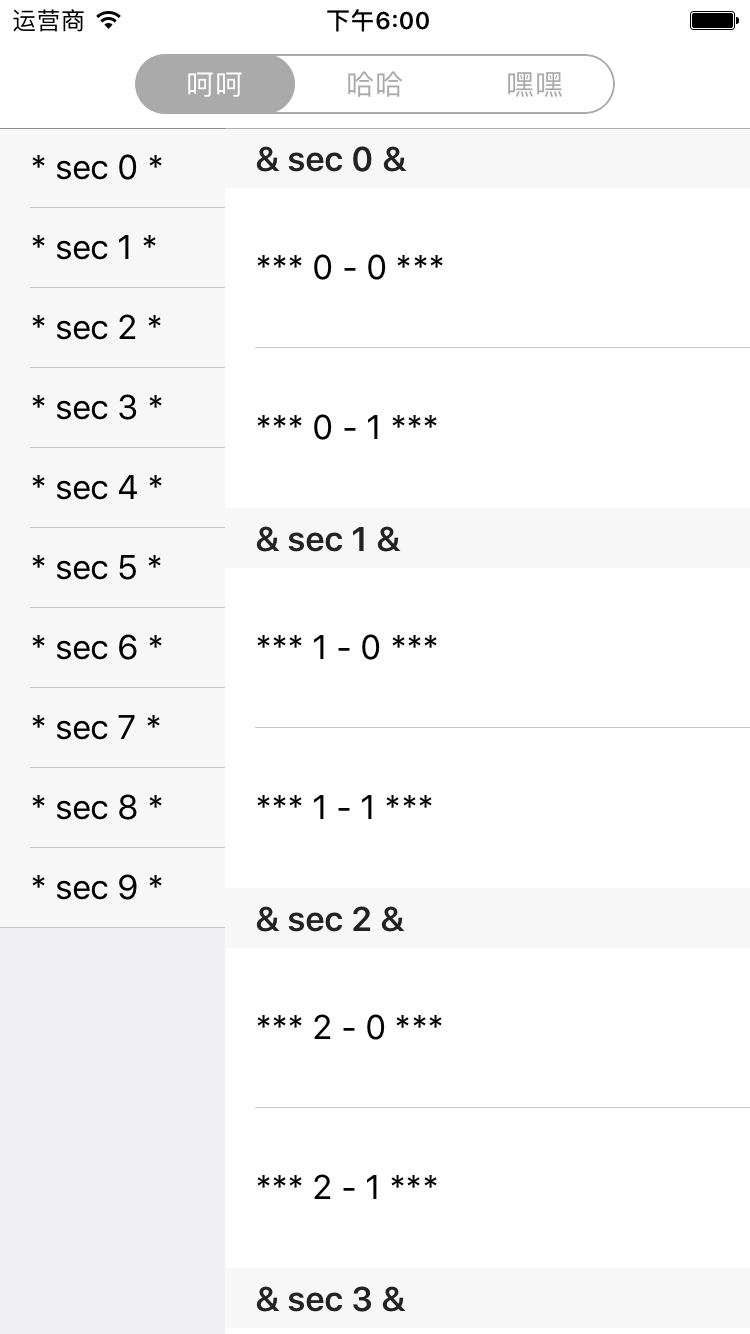 运营商 下午6:00
呵呵 哈哈 嘿嘿
* sec 0 *
* sec 1 *
* sec 2 *
* sec 3 *
* sec 4 *
* sec 5 *
* sec 6 *
* sec 7 *
* sec 8 *
* sec 9 *
& sec 0 &
*** 0 - 0 ***
*** 0 - 1 ***
& sec 1 &
*** 1 - 0 ***
*** 1 - 1 ***
& sec 2 &
*** 2 - 0 ***
*** 2 - 1 ***
& sec 3 &